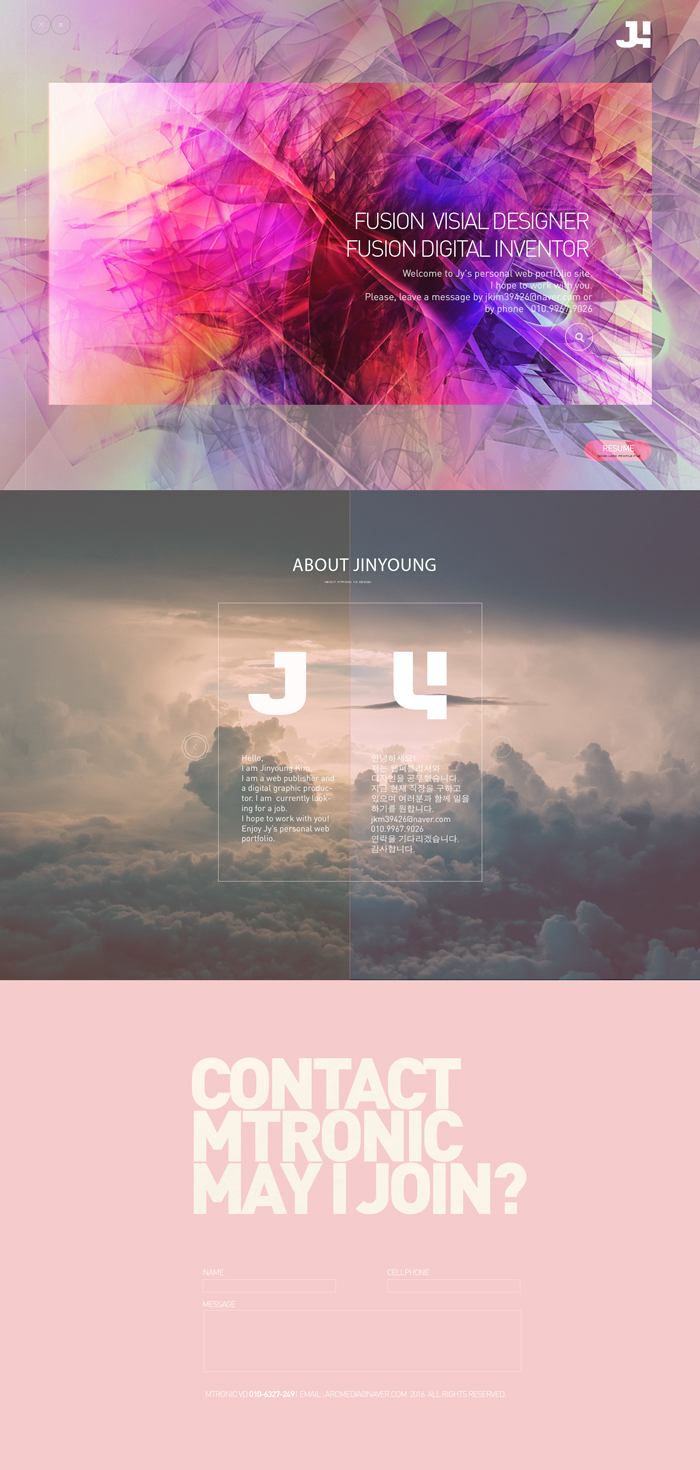 J4
FUSION VISIAL DESIGNER
FUSION DIGITAL INVENTOR
Welcome to Jy's personal web portfolio site.
I hope to work with you.
Please, leave a message by jkim39426@naver.com or
by phone 010.9967.9026
RESUME
ABOUT JINYOUNG
J 4
Hello,
I am Jinyoung Kim.
I am a web publisher and
a digital graphic produc-
tor. I am currently look-
ing for a job.
I hope to work with you!
Enjoy Jy's personal web
portfolio.
안녕하세요!
저는 웹퍼블리셔와
디자인을 공부했습니다.
지금 현재 직장을 구하고
있으며 여러분과 함께 일을
하기를 원합니다.
jkm39426@naver.com
010.9967.9026
연락을 기다리겠습니다.
감사합니다.
CONTACT
MTRONIC
MAY I JOIN?
NAME
CELLPHONE
MESSAGE
MTRONIC VD 010-6327-2491 EMAIL : ARCMEDIA@NAVER.COM 2016. ALL RIGHTS RESERVED.